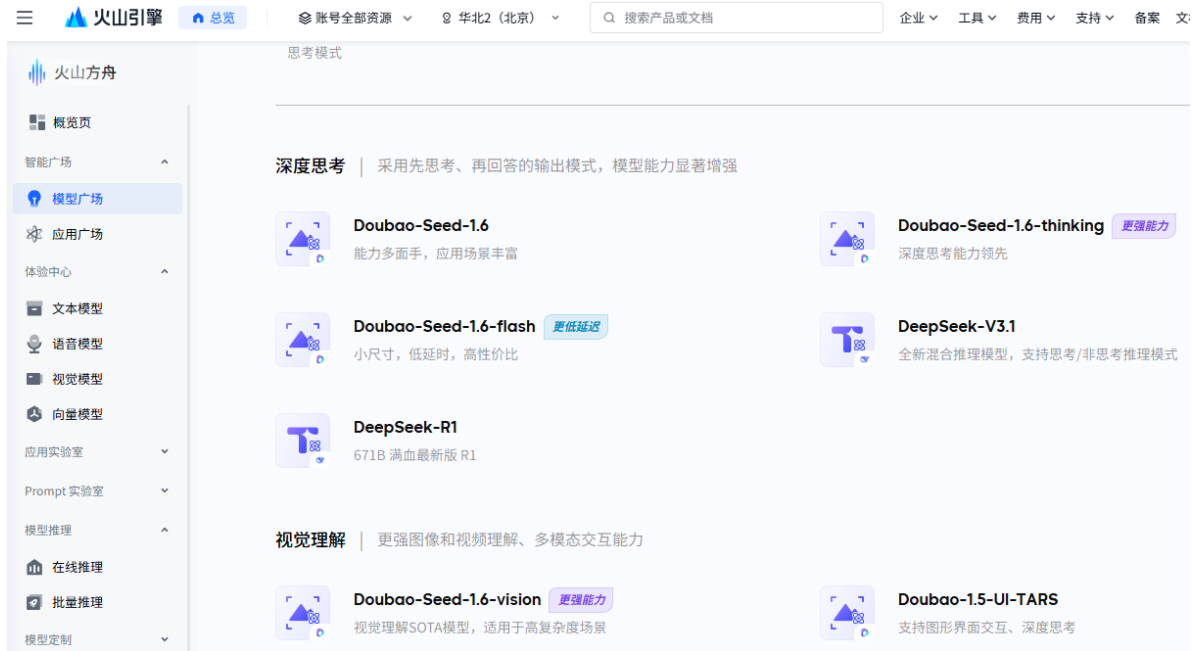 火山引擎 总览 账号全部资源 华北2（北京） 搜索产品或文档 企业 工具 费用 支持 备案 文
火山方舟
概览页
智能广场
模型广场
应用广场
体验中心
文本模型
语音模型
视觉模型
向量模型
应用实验室
Prompt 实验室
模型推理
在线推理
批量推理
模型定制
思考模式
深度思考 | 采用先思考、再回答的输出模式，模型能力显著增强
Doubao-Seed-1.6
能力多面手，应用场景丰富
Doubao-Seed-1.6-thinking 更强能力
深度思考能力领先
Doubao-Seed-1.6-flash 更低延迟
小尺寸，低延时，高性价比
DeepSeek-V3.1
全新混合推理模型，支持思考/非思考推理模式
DeepSeek-R1
671B 满血最新版 R1
视觉理解 | 更强图像和视频理解、多模态交互能力
Doubao-Seed-1.6-vision 更强能力
视觉理解SOTA模型，适用于高复杂度场景
Doubao-1.5-UI-TARS
支持图形界面交互、深度思考